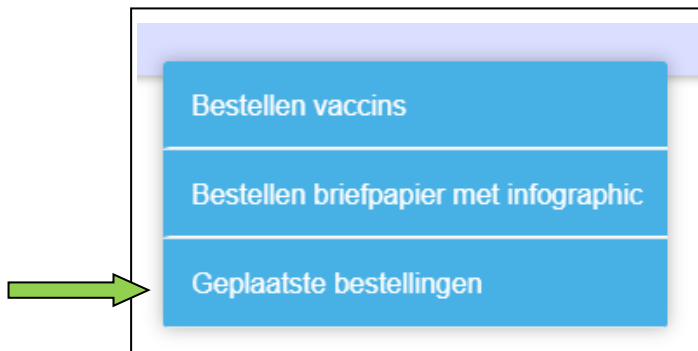 Bestellen vaccins
Bestellen briefpapier met infographic
Geplaatste bestellingen